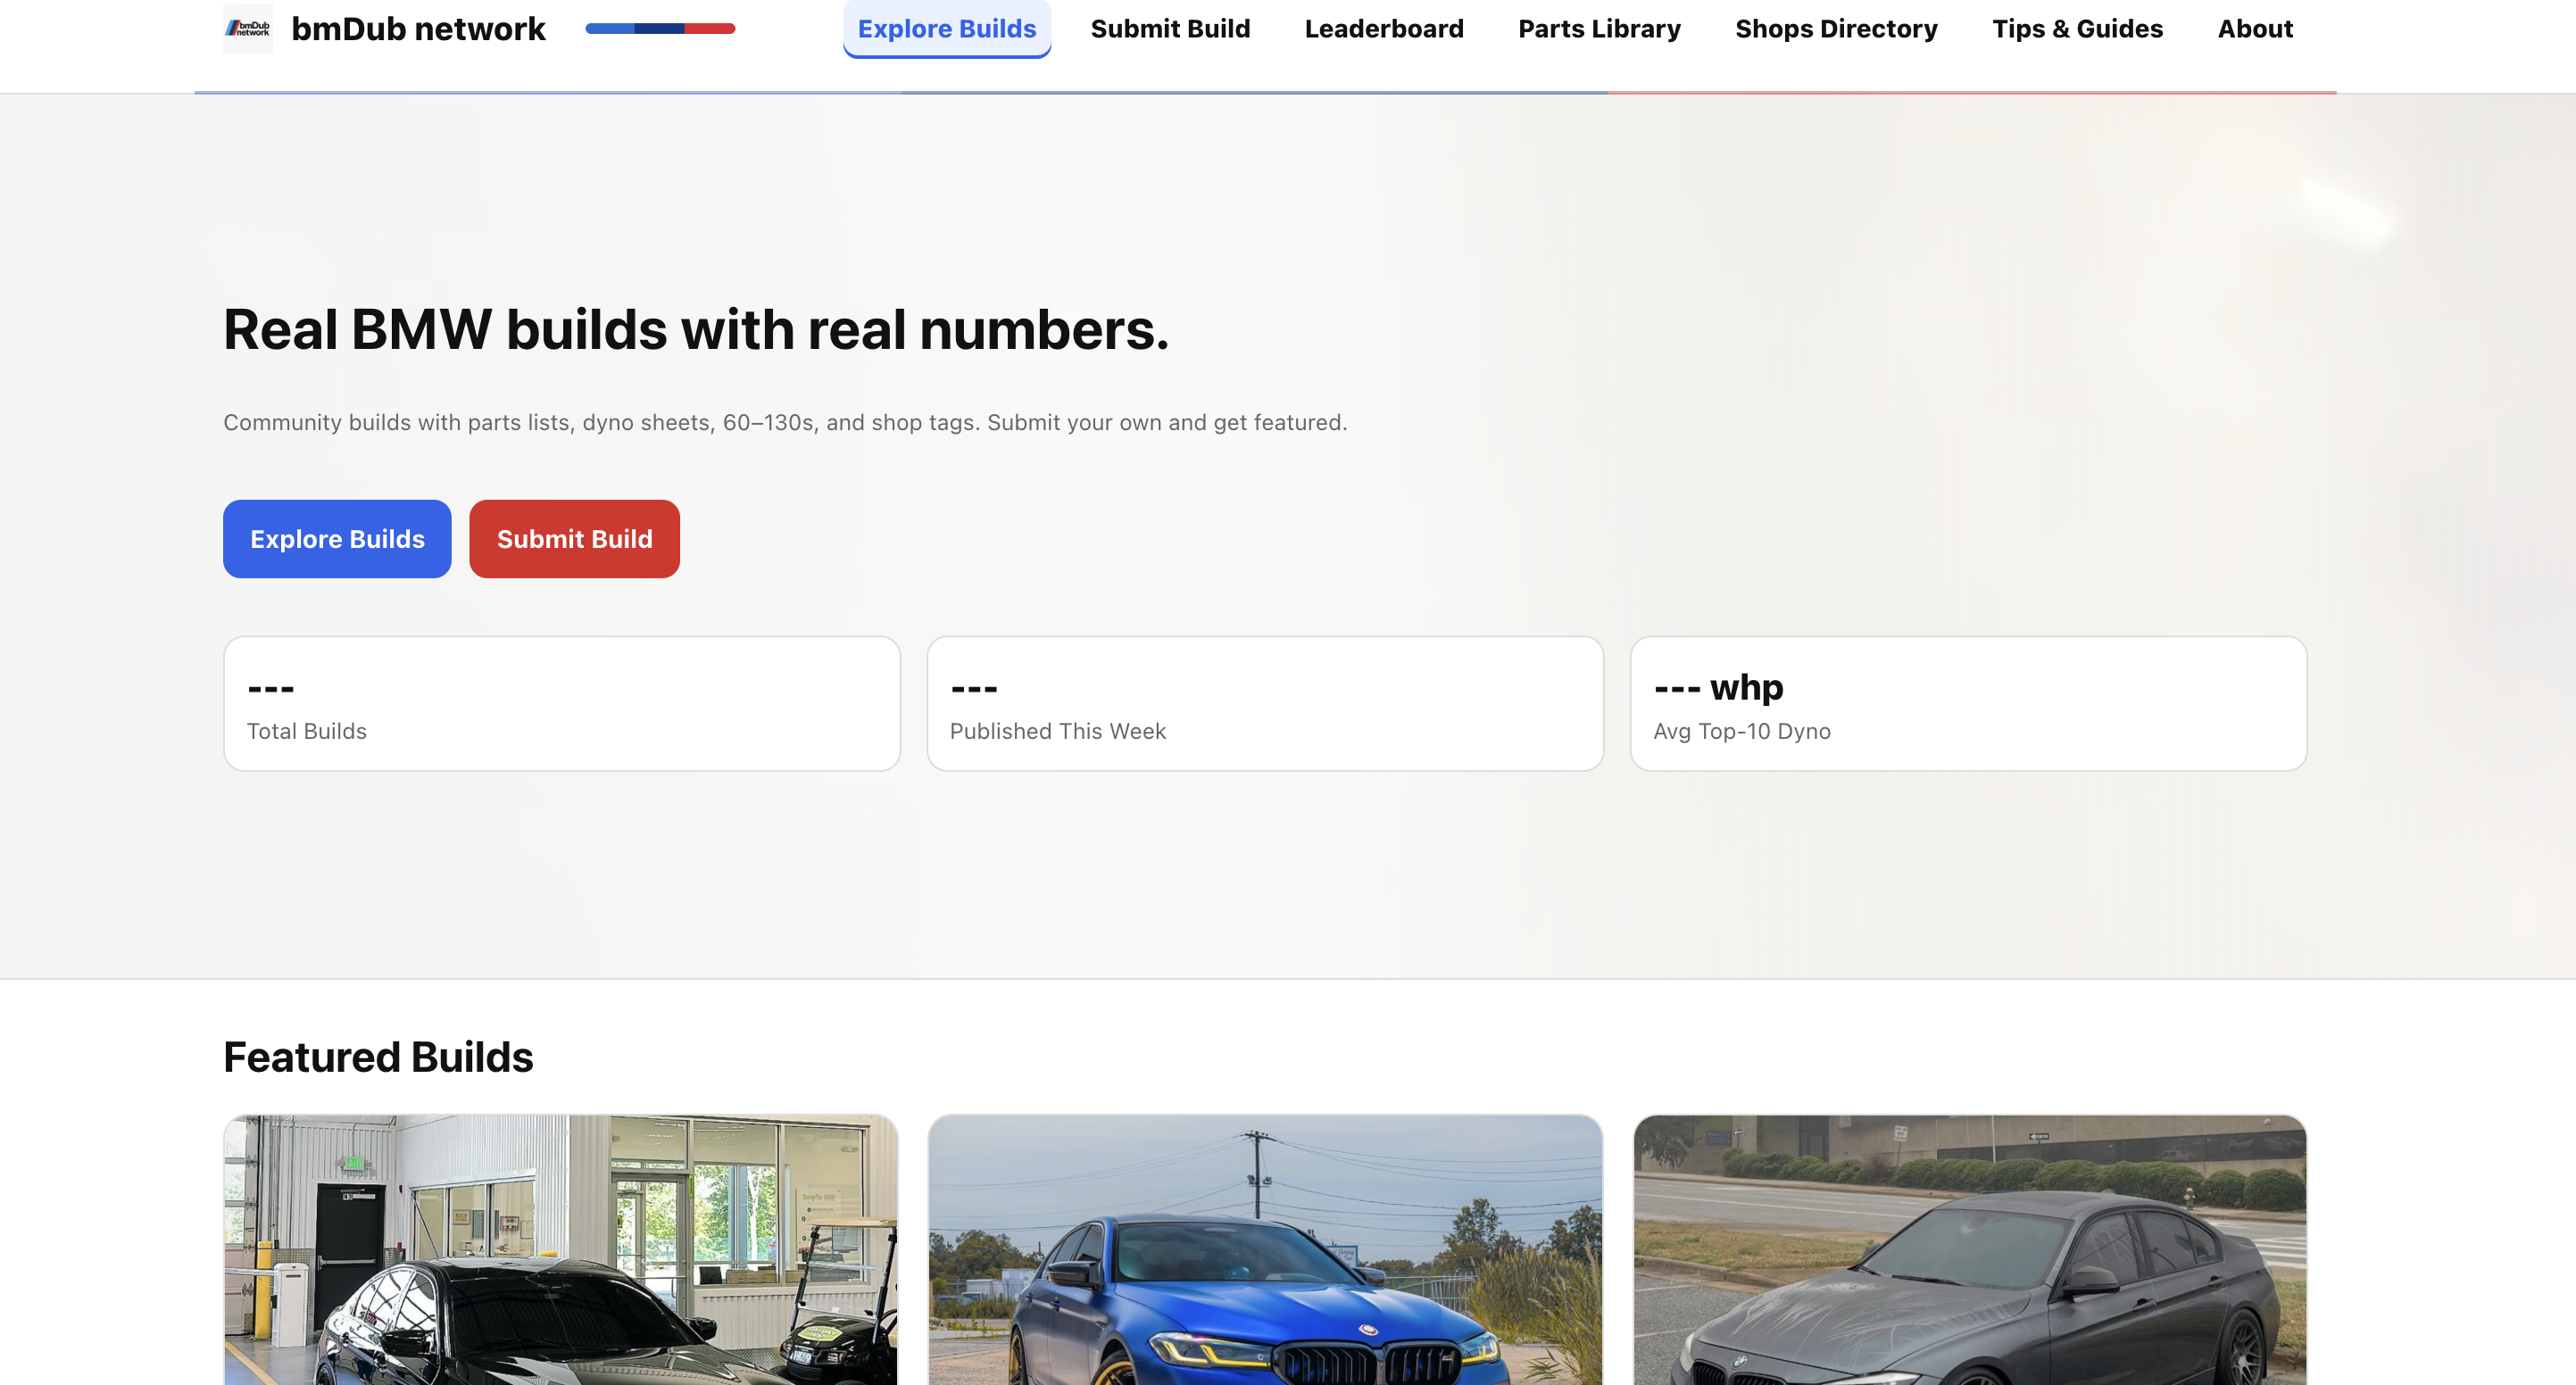 bmDub
network
bmDub network
Explore Builds
Submit Build
Leaderboard
Parts Library
Shops Directory
Tips & Guides
About
Real BMW builds with real numbers.
Community builds with parts lists, dyno sheets, 60–130s, and shop tags. Submit your own and get featured.
Explore Builds
Submit Build
---
Total Builds
---
Published This Week
--- whp
Avg Top-10 Dyno
Featured Builds